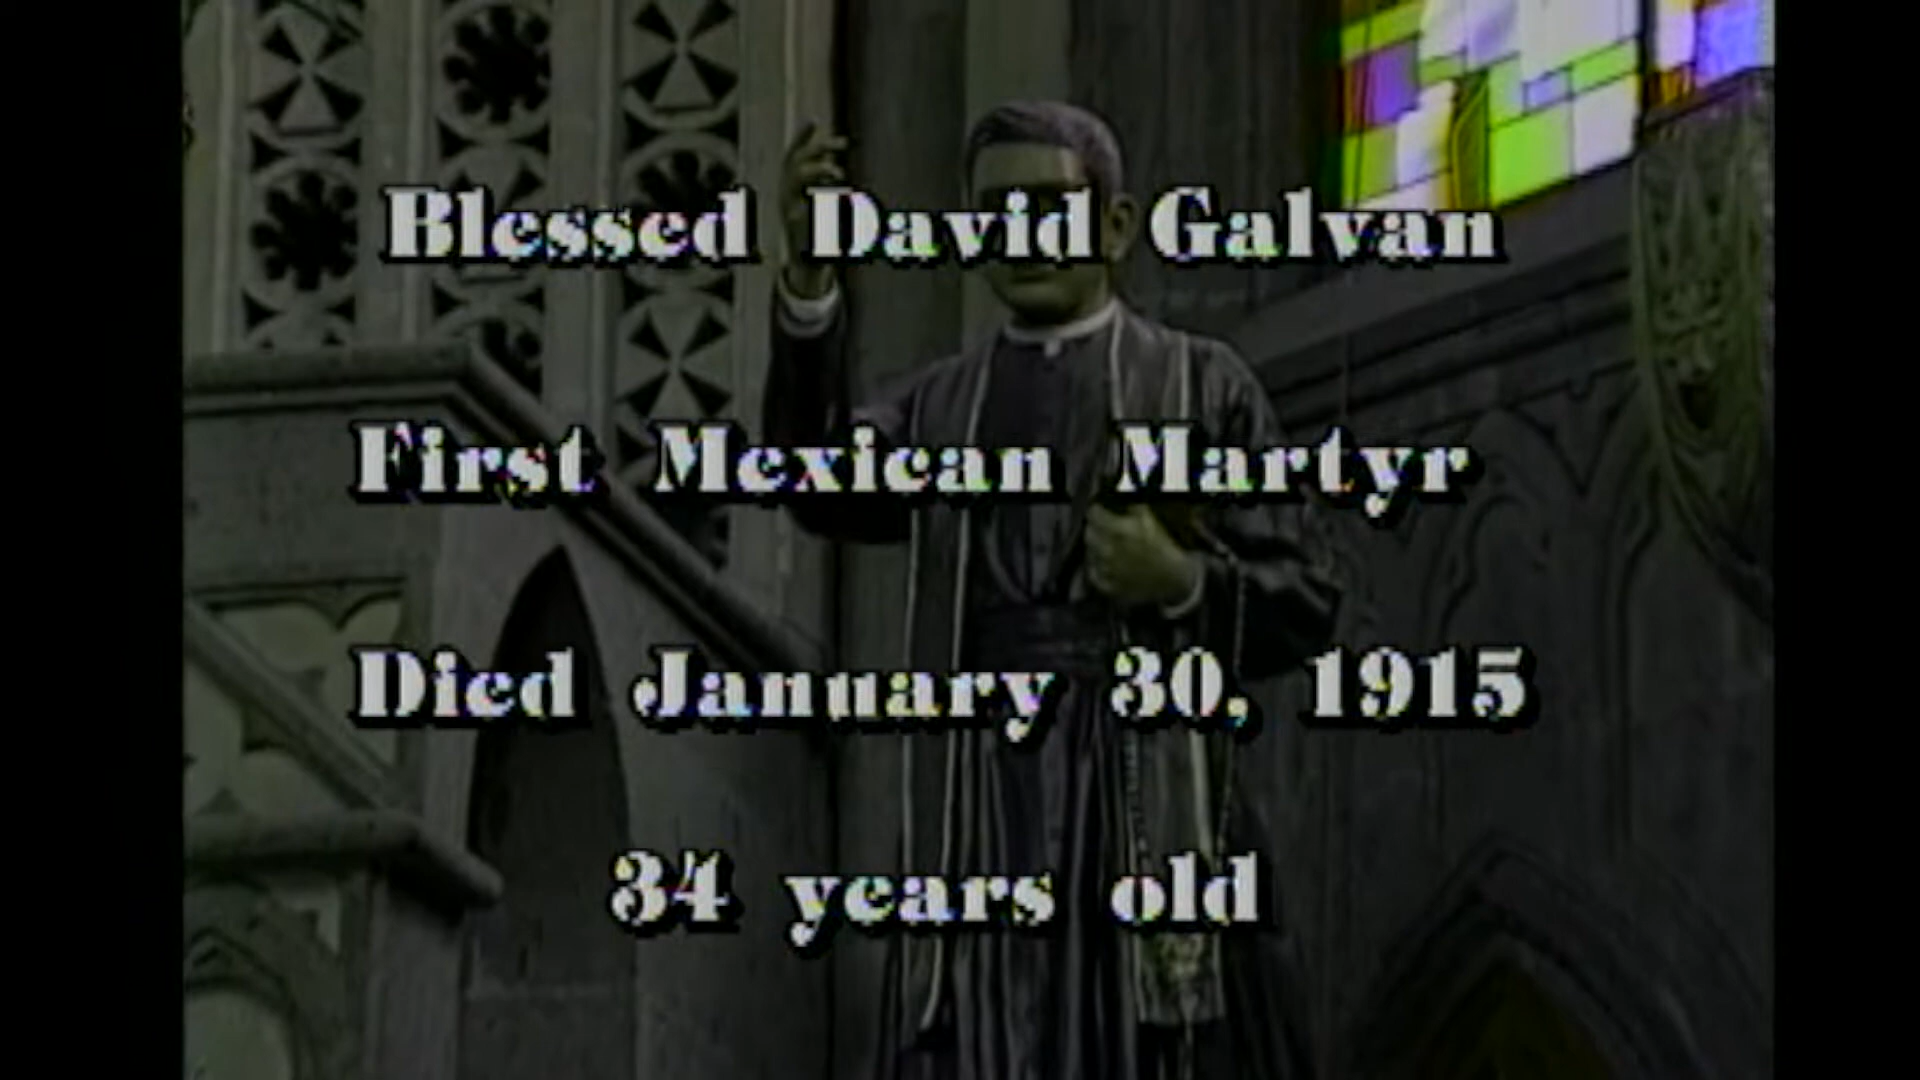 Blessed David Galvan
First Mexican Martyr
Died January 30, 1915
34 years old